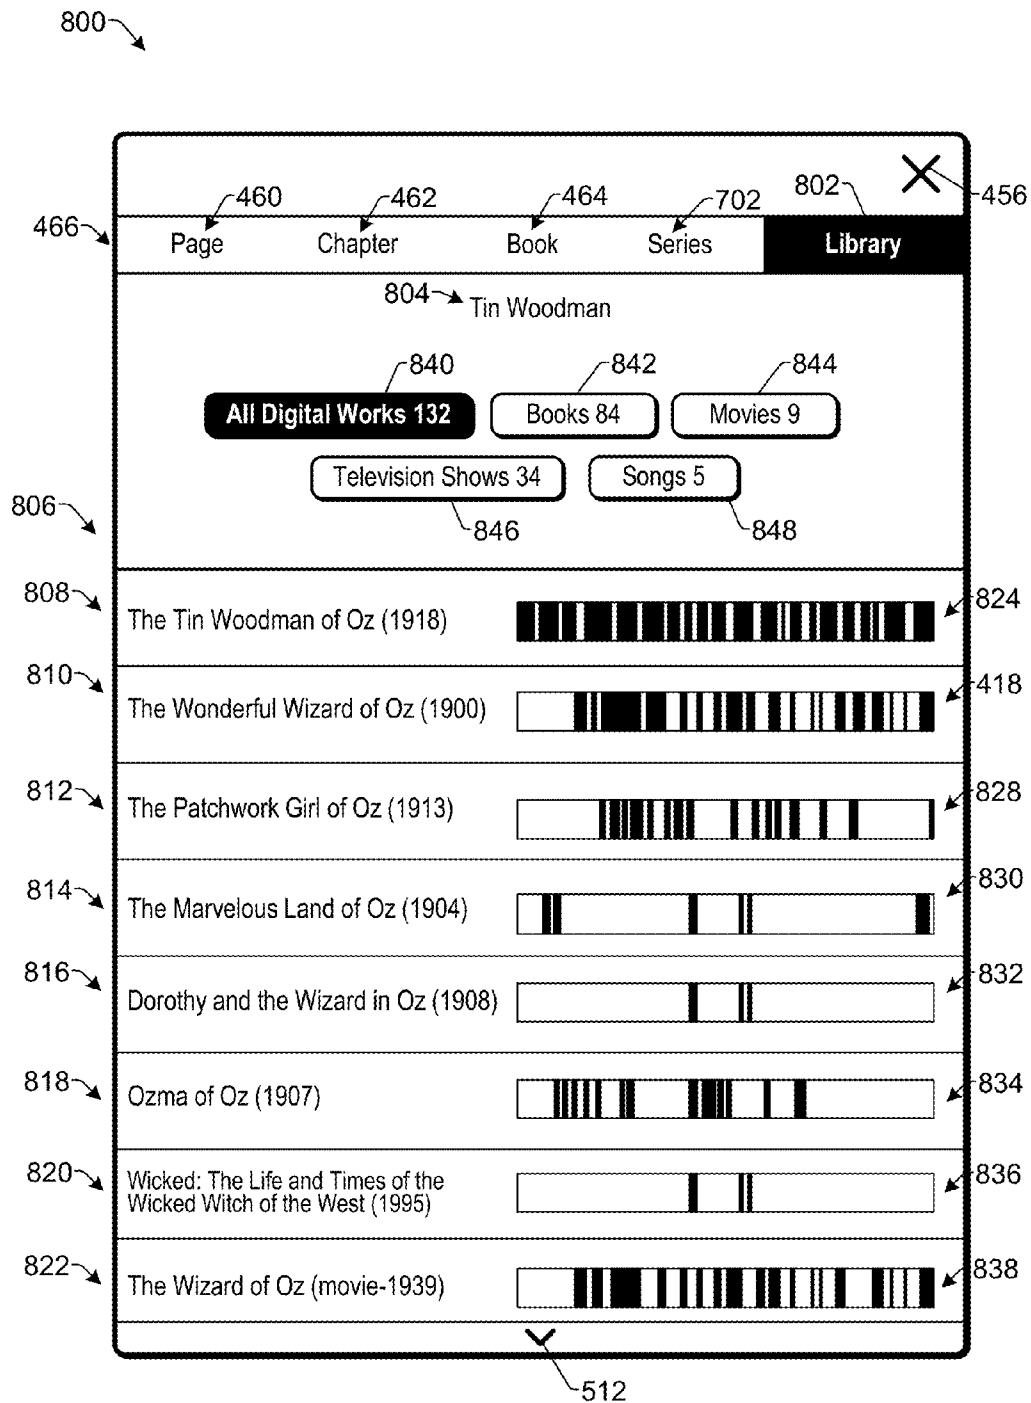 800
456
460 462 464 702 802
466 Page Chapter Book Series Library
804 Tin Woodman
840 842 844
All Digital Works 132 Books 84 Movies 9
Television Shows 34 Songs 5
806 846 848
808 The Tin Woodman of Oz (1918) 824
810 The Wonderful Wizard of Oz (1900) 418
812 The Patchwork Girl of Oz (1913) 828
814 The Marvelous Land of Oz (1904) 830
816 Dorothy and the Wizard in Oz (1908) 832
818 Ozma of Oz (1907) 834
820 Wicked: The Life and Times of the 836
Wicked Witch of the West (1995)
822 The Wizard of Oz (movie-1939) 838
512